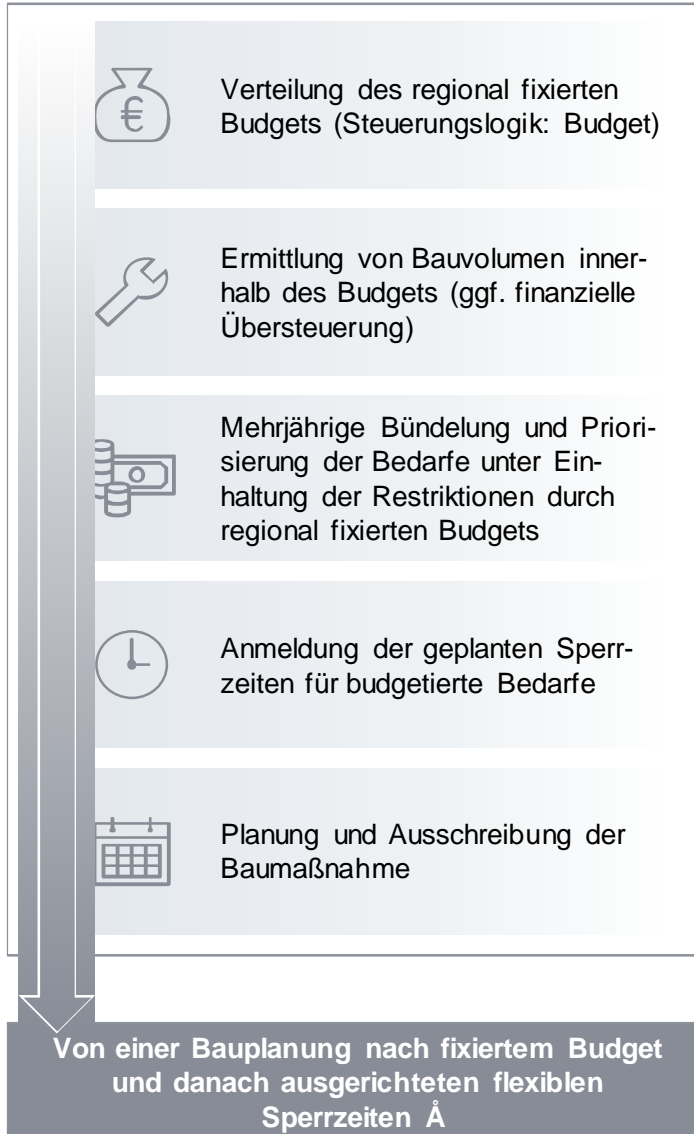 Verteilung des regional fixierten
Budgets (Steuerungslogik: Budget)
Ermittlung von Bauvolumen inner-
halb des Budgets (ggf. finanzielle
Übersteuerung)
Mehrjährige Bündelung und Priori-
sierung der Bedarfe unter Ein-
haltung der Restriktionen durch
regional fixierten Budgets
Anmeldung der geplanten Sperr-
zeiten für budgetierte Bedarfe
Planung und Ausschreibung der
Baumaßnahme
Von einer Bauplanung nach fixiertem Budget
und danach ausgerichteten flexiblen
Sperrzeiten Å